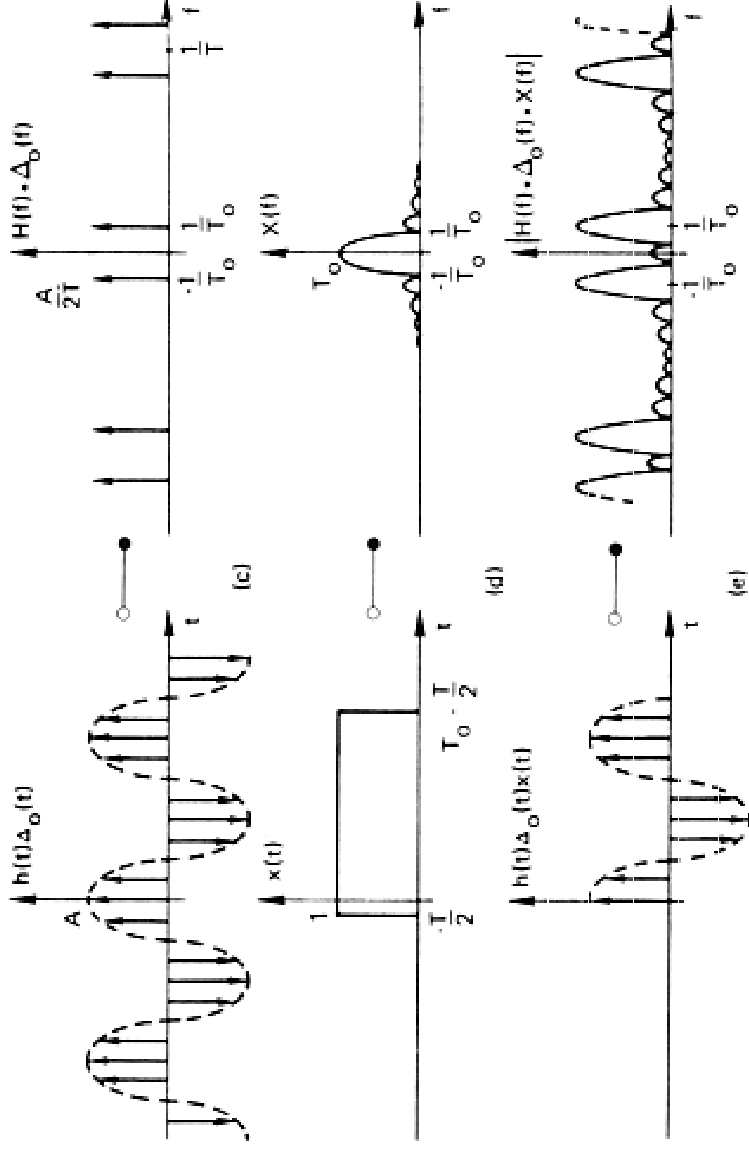 h(t)Δ₀(t)
A
t
(c)
H(f) * Δ₀(f)
A/2T
-1/T₀
1/T₀
1/T
f
x(t)
1
-T/2
T₀ - T/2
t
(d)
X(f)
T₀
-1/T₀
1/T₀
f
h(t)Δ₀(t)x(t)
t
(e)
|H(f) * Δ₀(f) * X(f)|
-1/T₀
1/T₀
f